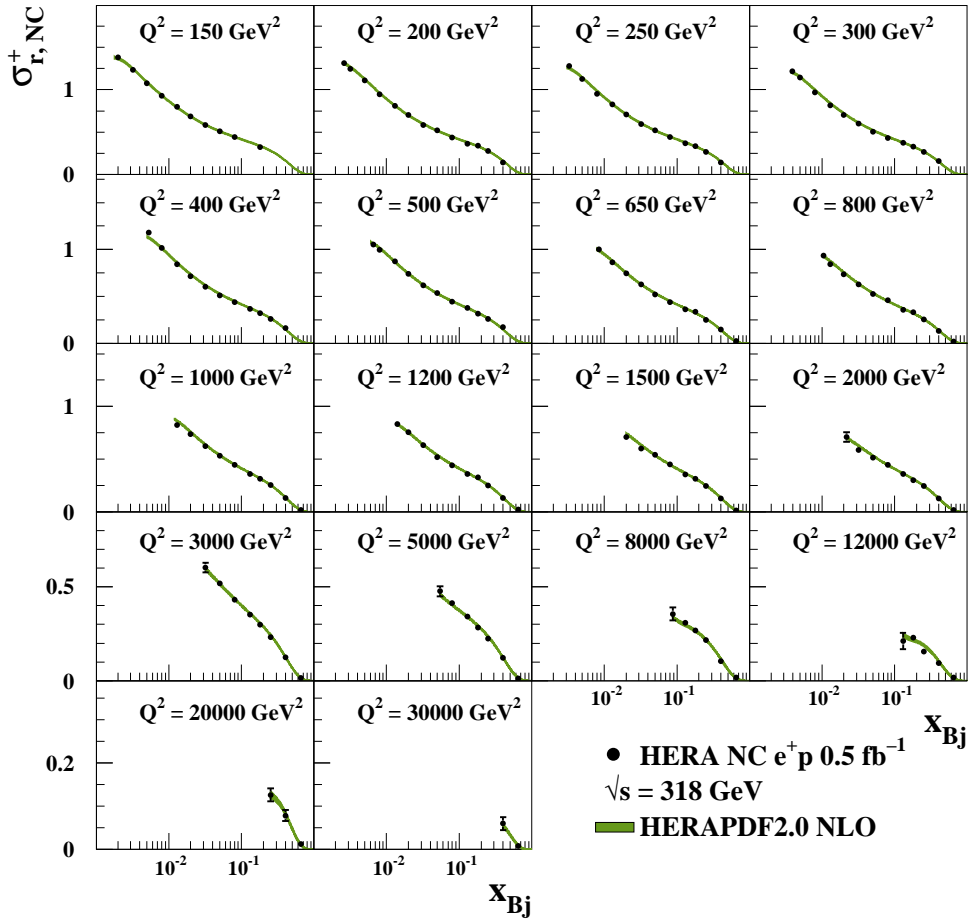 σ⁺r, NC
Q² = 150 GeV² Q² = 200 GeV² Q² = 250 GeV² Q² = 300 GeV²
1
0
Q² = 400 GeV² Q² = 500 GeV² Q² = 650 GeV² Q² = 800 GeV²
1
0
Q² = 1000 GeV² Q² = 1200 GeV² Q² = 1500 GeV² Q² = 2000 GeV²
1
0
Q² = 3000 GeV² Q² = 5000 GeV² Q² = 8000 GeV² Q² = 12000 GeV²
0.5
0
10⁻² 10⁻¹ 10⁻² 10⁻¹
Q² = 20000 GeV² Q² = 30000 GeV² xBj
0.2
0
HERA NC e⁺p 0.5 fb⁻¹
√s = 318 GeV
HERAPDF2.0 NLO
10⁻² 10⁻¹ 10⁻² 10⁻¹
xBj